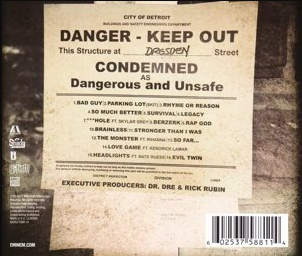 CITY OF DETROIT
BUILDINGS AND SAFETY ENGINEERING DEPARTMENT
DANGER - KEEP OUT
This Structure at DRESDEN Street
CONDEMNED
AS
Dangerous and Unsafe
1.BAD GUY 2.PARKING LOT (SKIT) 3.RHYME OR REASON
4.SO MUCH BETTER 5.SURVIVAL 6.LEGACY
7.***HOLE FT. SKYLAR GREY 8.BERZERK 9.RAP GOD
10.BRAINLESS 11.STRONGER THAN I WAS
12.THE MONSTER FT. RIHANNA 13.SO FAR...
14.LOVE GAME FT. KENDRICK LAMAR
15.HEADLIGHTS FT. NATE RUESS 16.EVIL TWIN
DISTRICT INSPECTOR DIVISION
EXECUTIVE PRODUCERS: DR. DRE & RICK RUBIN
EMINEM.COM
6 02537 58811 4